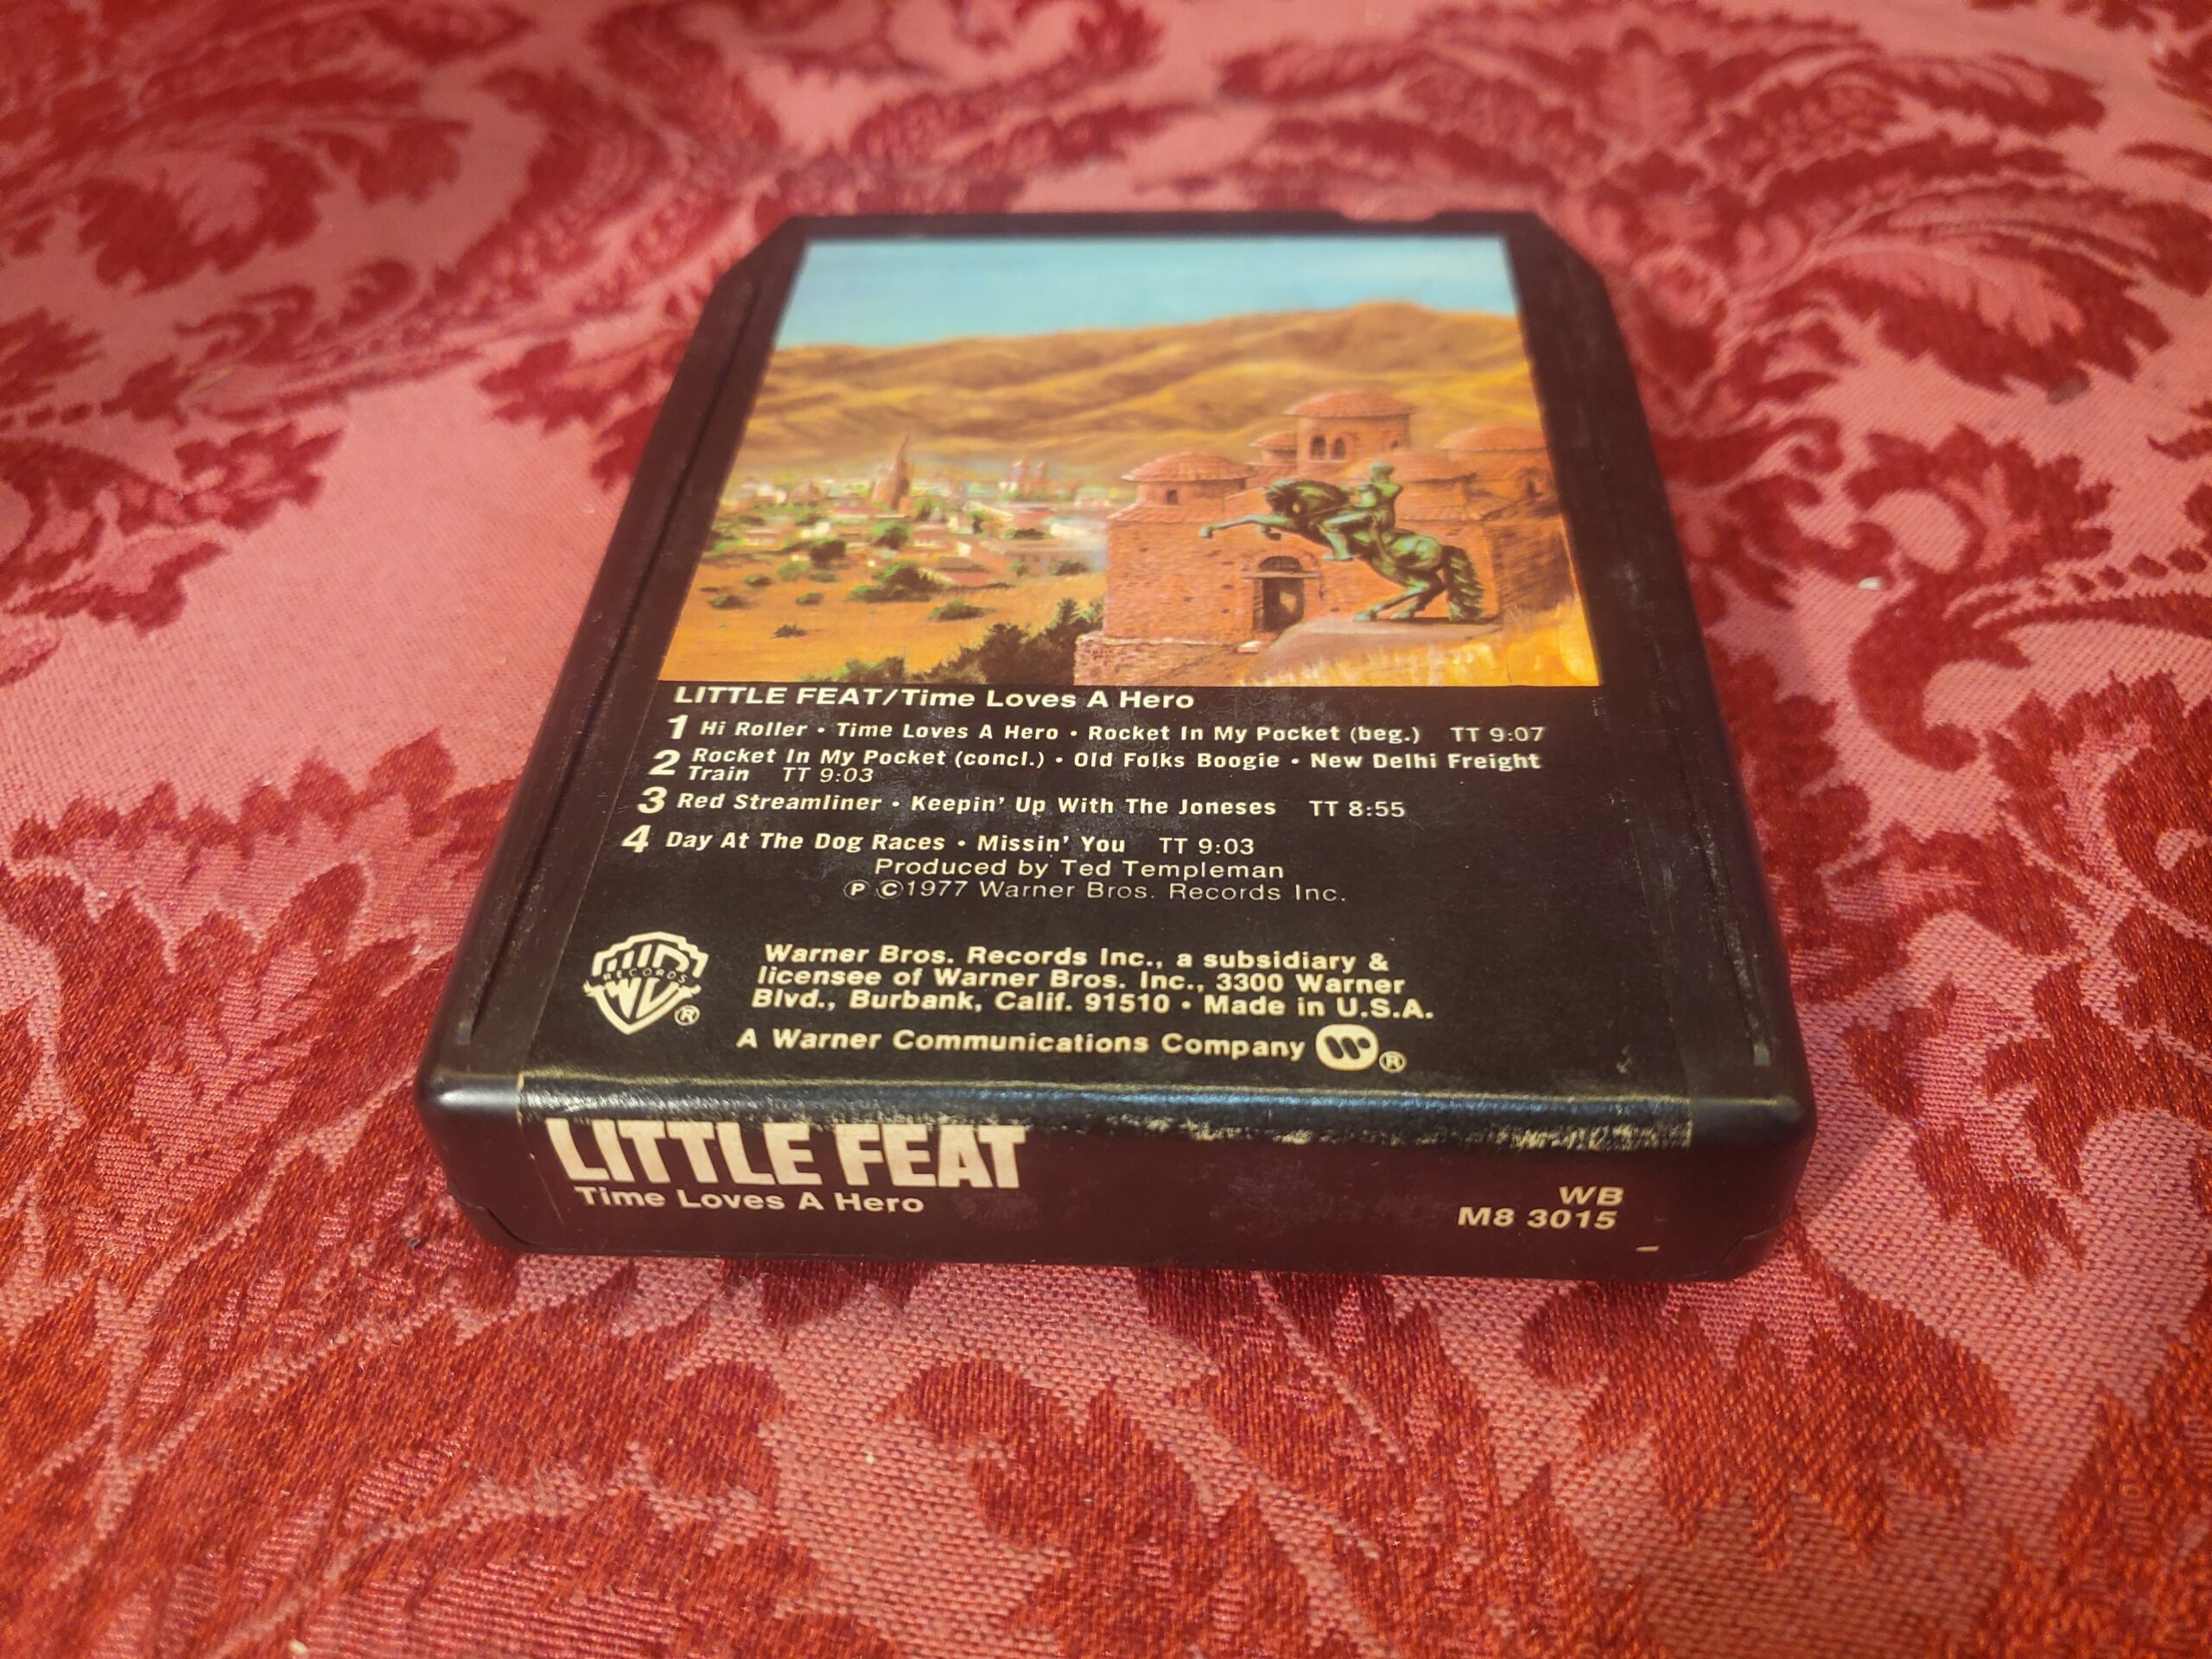 LITTLE FEAT/Time Loves A Hero
1 Hi Roller • Time Loves A Hero • Rocket In My Pocket (beg.) TT 9:07
2 Rocket In My Pocket (concl.) • Old Folks Boogie • New Delhi Freight
Train TT 9:03
3 Red Streamliner • Keepin' Up With The Joneses TT 8:55
4 Day At The Dog Races • Missin' You TT 9:03
Produced by Ted Templeman
℗ ©1977 Warner Bros. Records Inc.
RECORDS
®
Warner Bros. Records Inc., a subsidiary &
licensee of Warner Bros. Inc., 3300 Warner
Blvd., Burbank, Calif. 91510 • Made in U.S.A.
A Warner Communications Company ®
LITTLE FEAT
Time Loves A Hero
WB
M8 3015